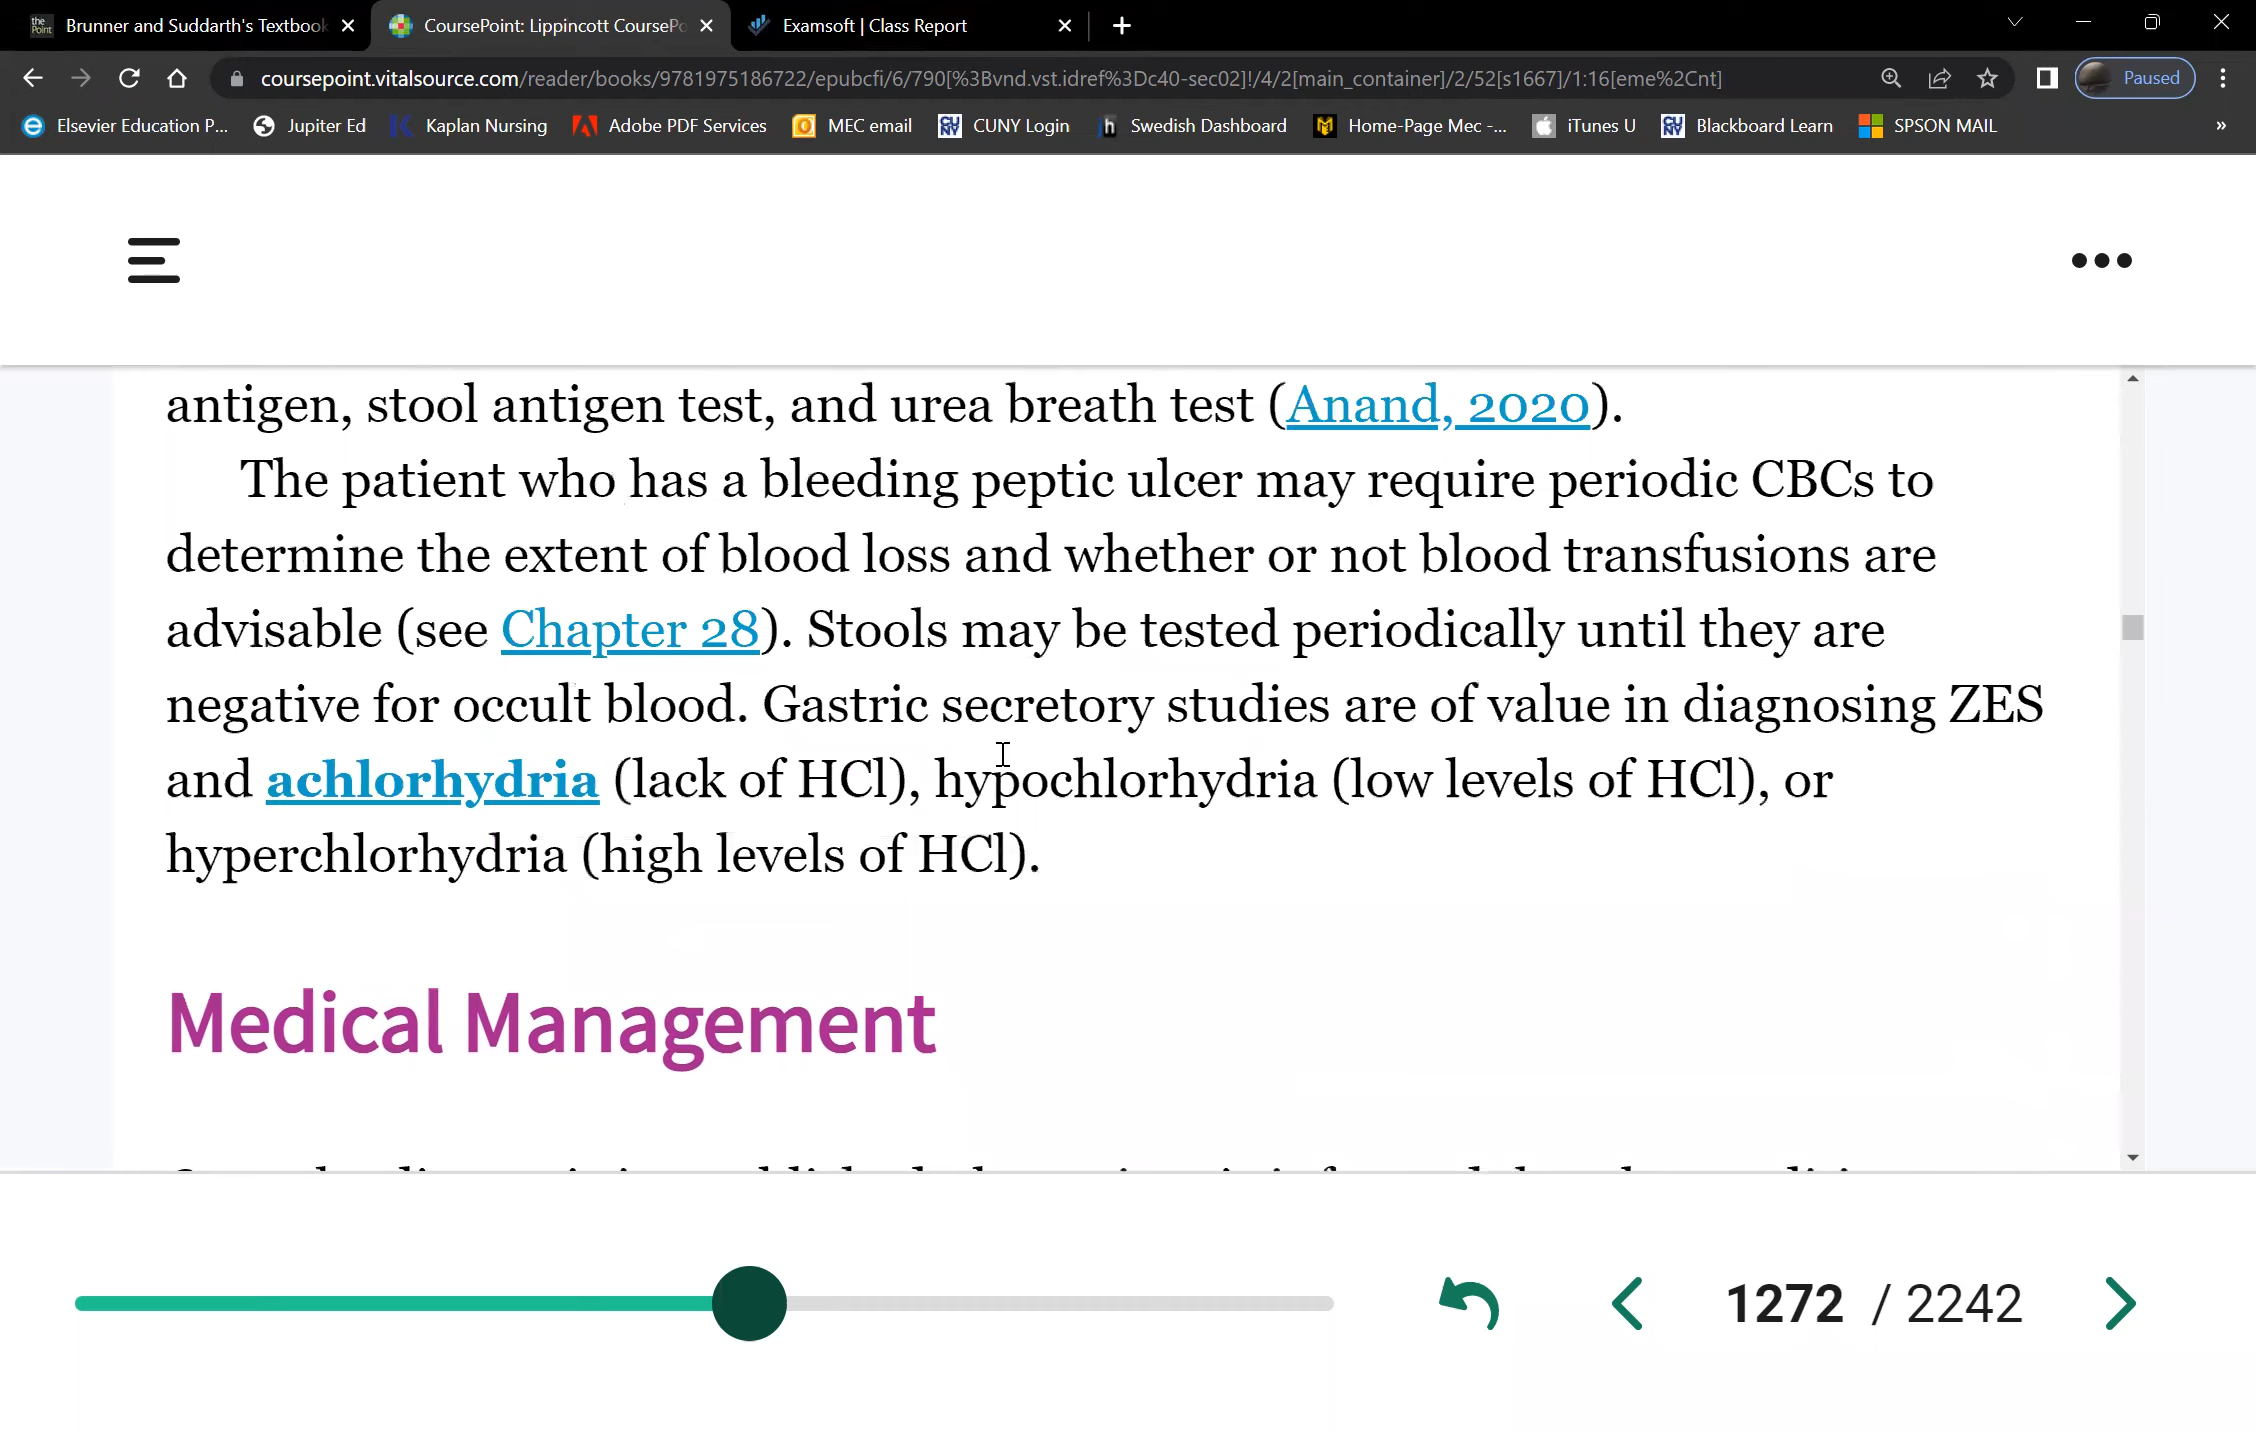 the Point
Brunner and Suddarth's Textbook
CoursePoint: Lippincott CoursePo
Examsoft | Class Report
coursepoint.vitalsource.com/reader/books/9781975186722/epubcfi/6/790[%3Bvnd.vst.idref%3Dc40-sec02]!/4/2[main_container]/2/52[s1667]/1:16[eme%2Cnt]
Paused
Elsevier Education P...
Jupiter Ed
Kaplan Nursing
Adobe PDF Services
MEC email
CUNY Login
Swedish Dashboard
Home-Page Mec -...
iTunes U
Blackboard Learn
SPSON MAIL
»
antigen, stool antigen test, and urea breath test (Anand, 2020).
The patient who has a bleeding peptic ulcer may require periodic CBCs to
determine the extent of blood loss and whether or not blood transfusions are
advisable (see Chapter 28). Stools may be tested periodically until they are
negative for occult blood. Gastric secretory studies are of value in diagnosing ZES
and achlorhydria (lack of HCl), hypochlorhydria (low levels of HCl), or
hyperchlorhydria (high levels of HCl).
Medical Management
1272 / 2242